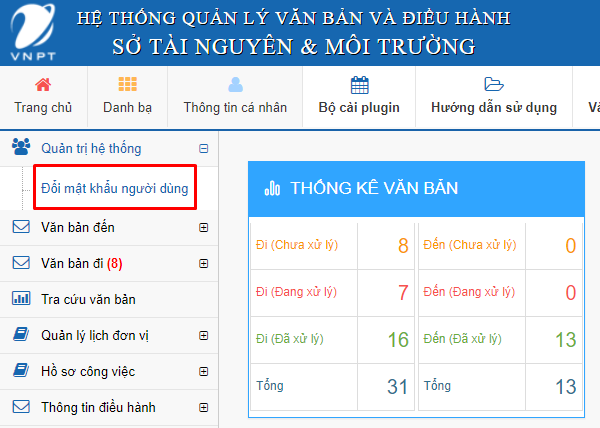 HỆ THỐNG QUẢN LÝ VĂN BẢN VÀ ĐIỀU HÀNH
SỞ TÀI NGUYÊN & MÔI TRƯỜNG
VNPT
Trang chủ
Danh bạ
Thông tin cá nhân
Bộ cài plugin
Hướng dẫn sử dụng
Quản trị hệ thống
Đổi mật khẩu người dùng
Văn bản đến
Văn bản đi (8)
Tra cứu văn bản
Quản lý lịch đơn vị
Hồ sơ công việc
Thông tin điều hành
THỐNG KÊ VĂN BẢN
Đi (Chưa xử lý) 8 Đến (Chưa xử lý) 0
Đi (Đang xử lý) 7 Đến (Đang xử lý) 0
Đi (Đã xử lý) 16 Đến (Đã xử lý) 13
Tổng 31 Tổng 13